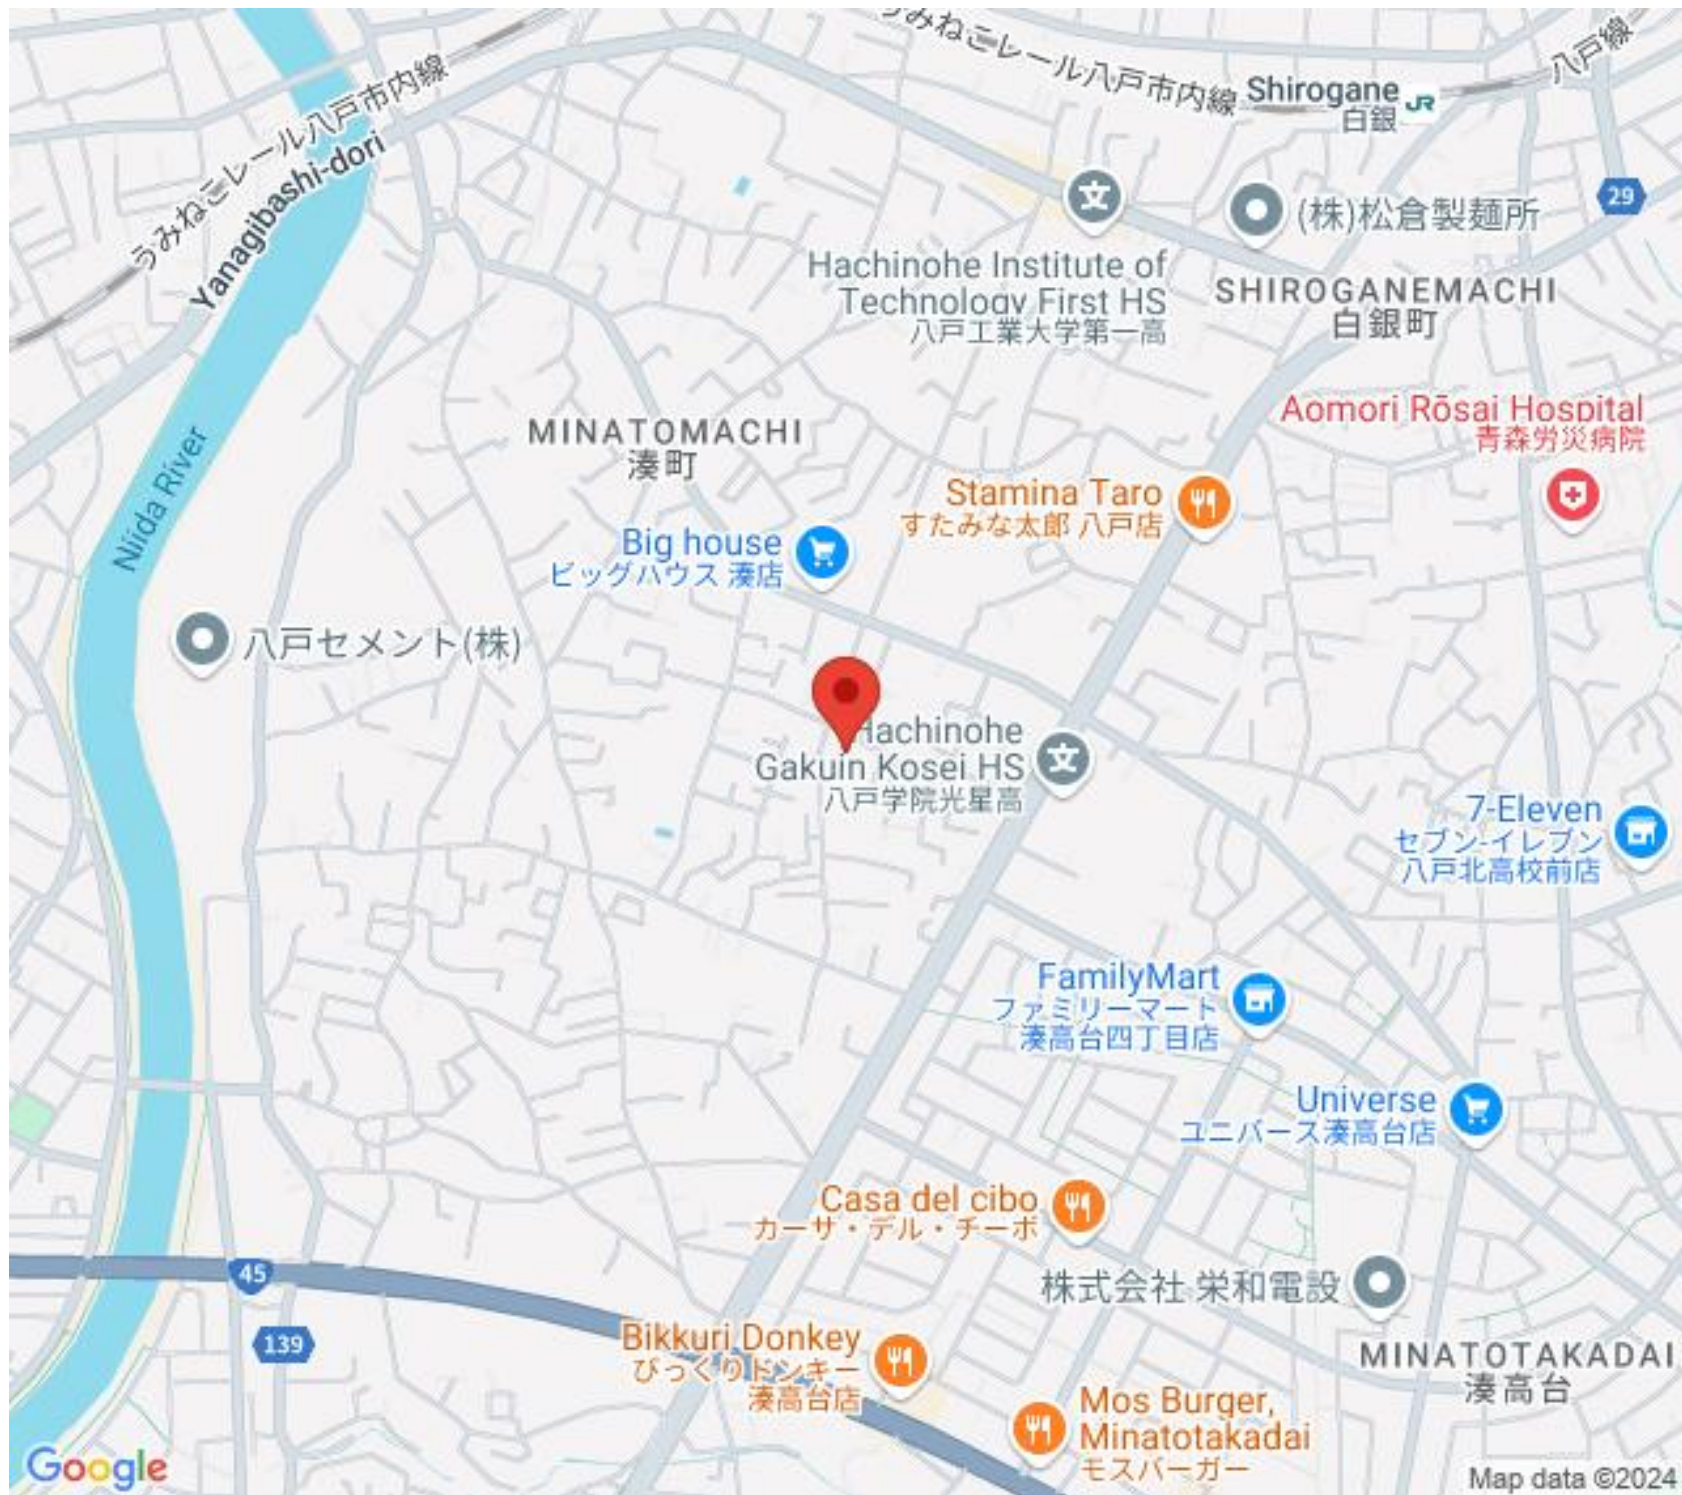 うみねこレール八戸市内線
うみねこレール八戸市内線
八戸線
Shirogane
白銀
JR
Yanagibashi-dori
29
(株)松倉製麺所
Hachinohe Institute of
Technology First HS
八戸工業大学第一高
SHIROGANEMACHI
白銀町
Aomori Rōsai Hospital
青森労災病院
MINATOMACHI
湊町
Niida River
Stamina Taro
すたみな太郎 八戸店
Big house
ビッグハウス 湊店
八戸セメント(株)
Hachinohe
Gakuin Kosei HS
八戸学院光星高
文
文
7-Eleven
セブン-イレブン
八戸北高校前店
FamilyMart
ファミリーマート
湊高台四丁目店
Universe
ユニバース湊高台店
Casa del cibo
カーサ・デル・チーボ
45
株式会社 栄和電設
139
Bikkuri Donkey
びっくりドンキー
湊高台店
MINATOTAKADAI
湊高台
Mos Burger,
Minatotakadai
モスバーガー
Google
Map data ©2024